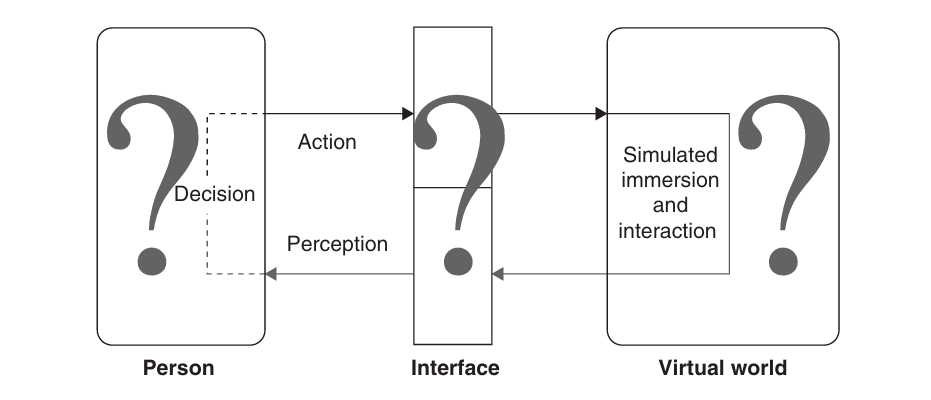 ?
?
?
Action
Decision
Perception
Simulated
immersion
and
interaction
Person
Interface
Virtual world